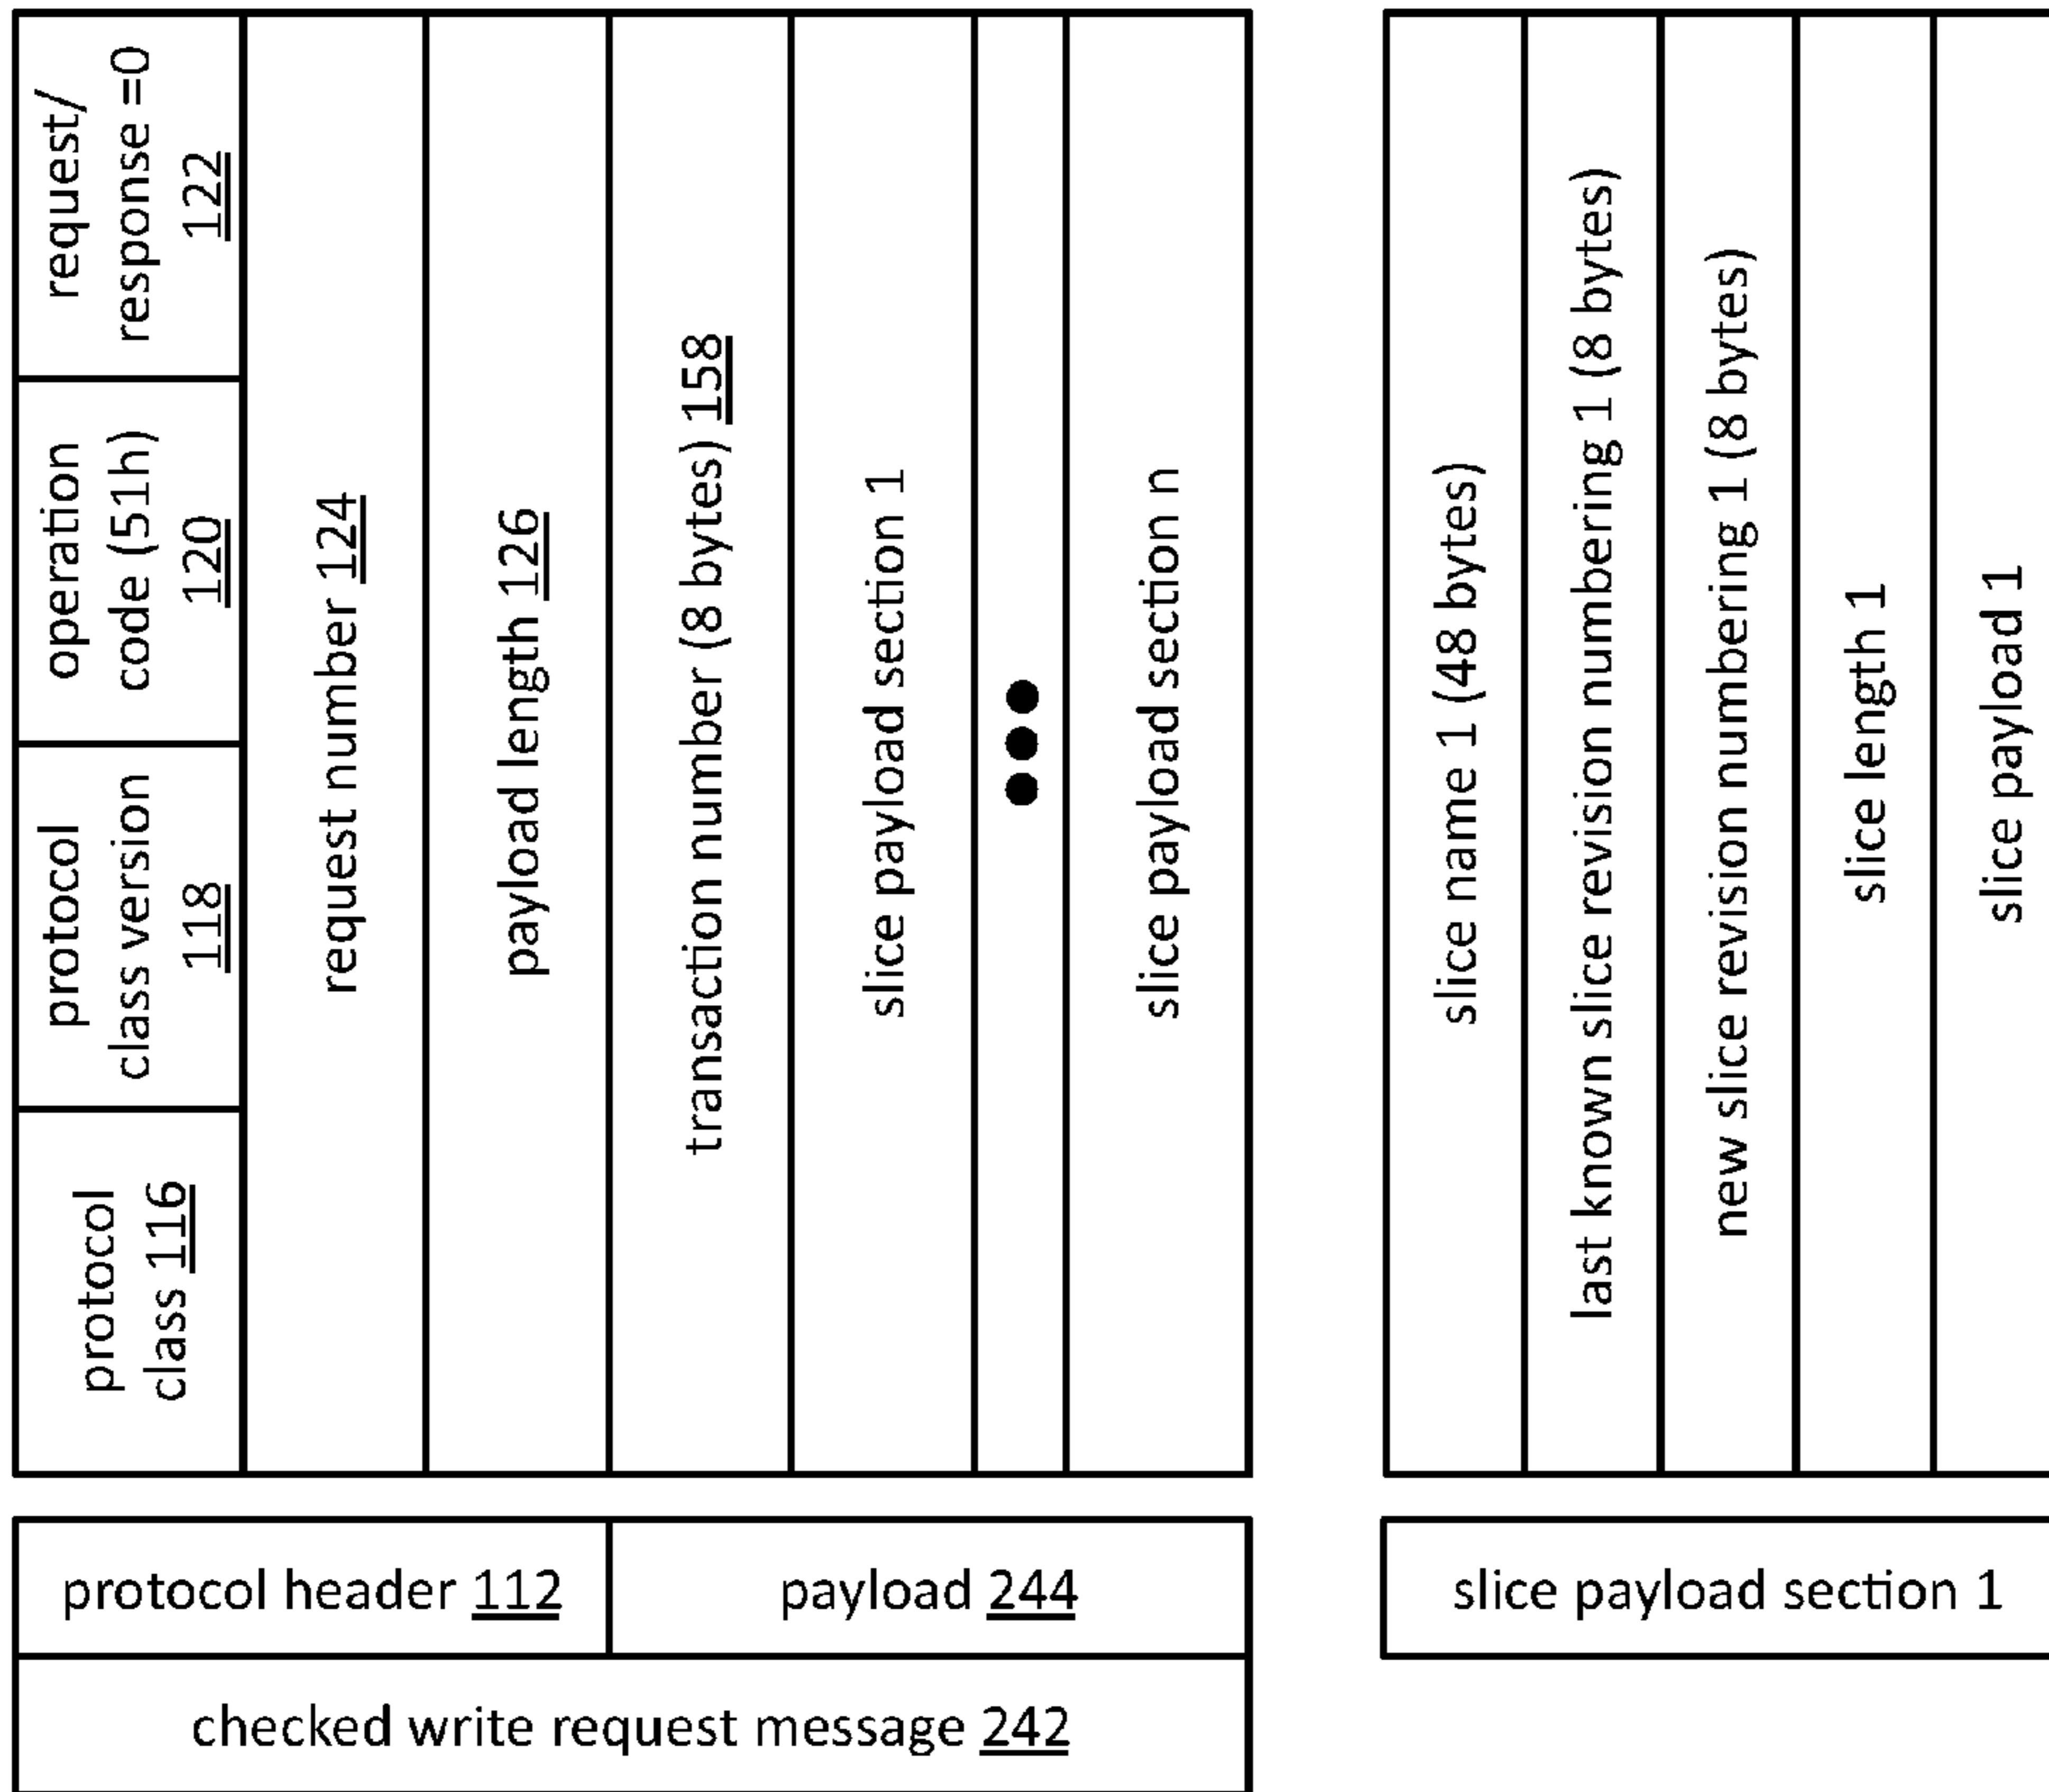 protocol
class 116
protocol
class version
118
operation
code (51h)
120
request/
response =0
122
request number 124
payload length 126
transaction number (8 bytes) 158
slice payload section 1
slice payload section n
protocol header 112
payload 244
checked write request message 242
slice name 1 (48 bytes)
last known slice revision numbering 1 (8 bytes)
new slice revision numbering 1 (8 bytes)
slice length 1
slice payload 1
slice payload section 1